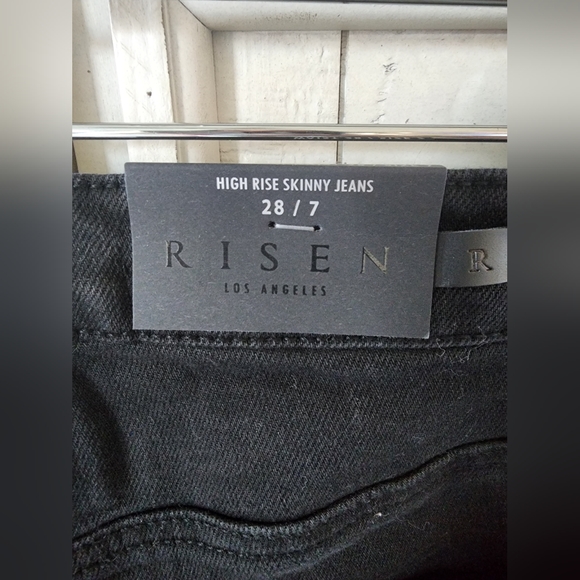 HIGH RISE SKINNY JEANS
28 / 7
RISEN
LOS ANGELES
R